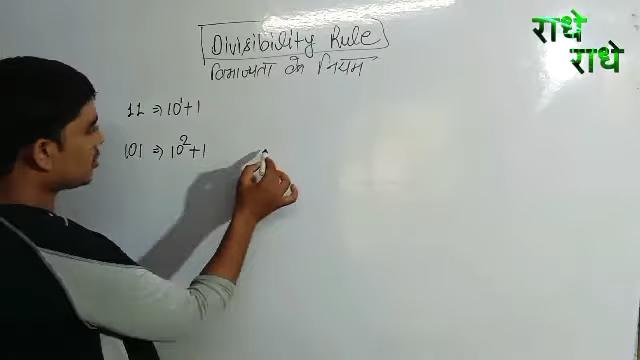 राधे
राधे
Divisibility Rule
विभाज्यता के नियम
11 ⇒ 10¹+1
101 ⇒ 10²+1